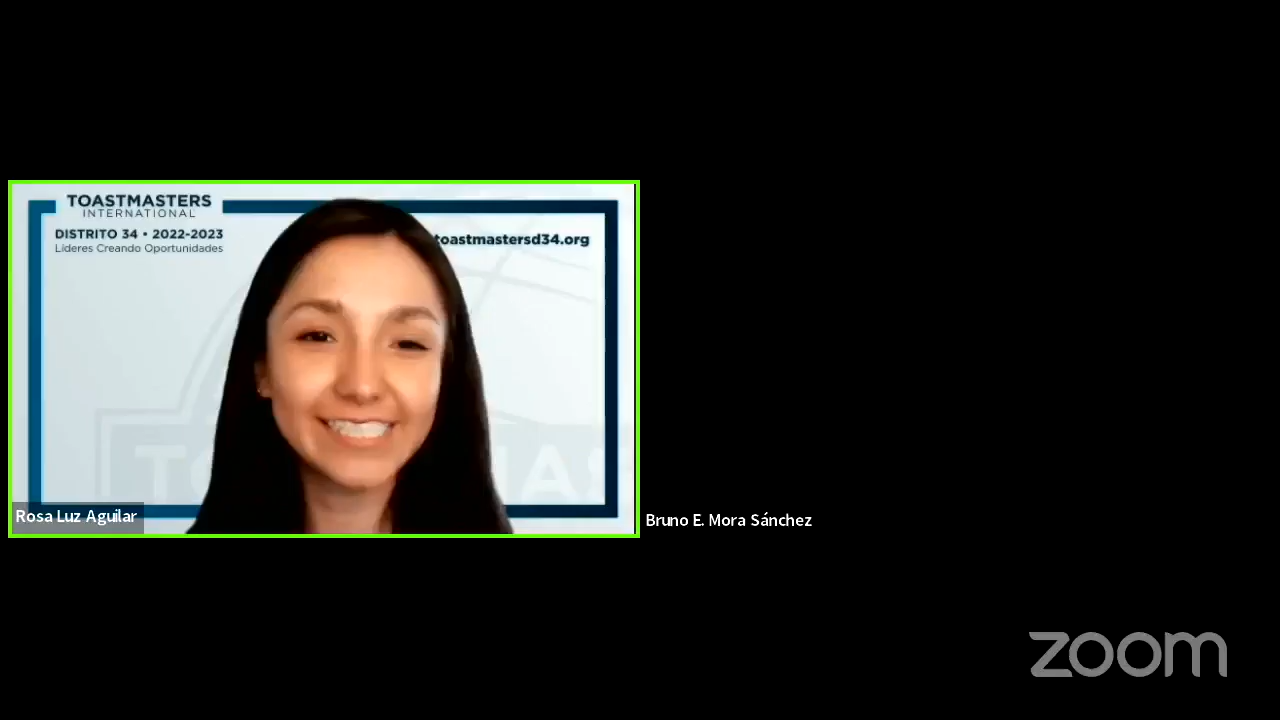 TOASTMASTERS
INTERNATIONAL
DISTRITO 34 • 2022-2023
Líderes Creando Oportunidades
toastmastersd34.org
Rosa Luz Aguilar
Bruno E. Mora Sánchez
zoom